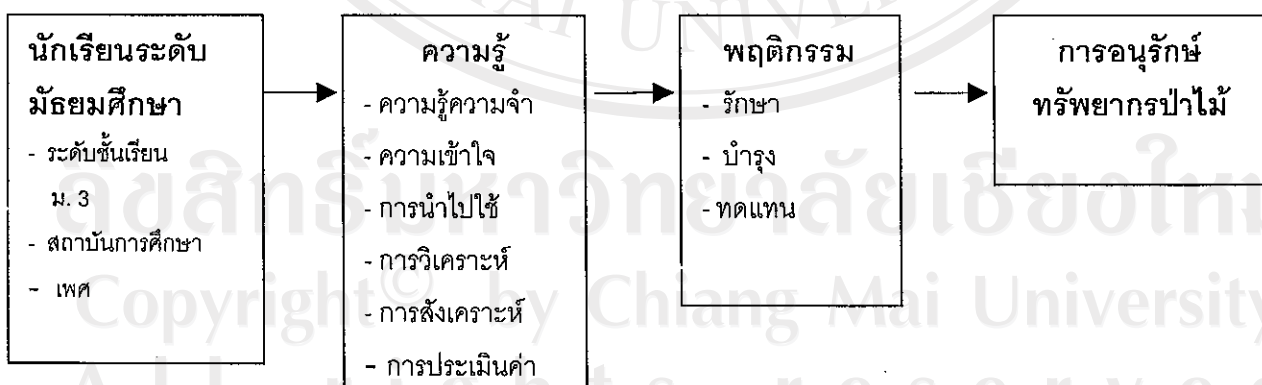 นักเรียนระดับ
มัธยมศึกษา
- ระดับชั้นเรียน
ม. 3
- สถาบันการศึกษา
- เพศ
ความรู้
- ความรู้ความจำ
- ความเข้าใจ
- การนำไปใช้
- การวิเคราะห์
- การสังเคราะห์
- การประเมินค่า
พฤติกรรม
- รักษา
- บำรุง
- ทดแทน
การอนุรักษ์
ทรัพยากรป่าไม้
MAI UNIVE
ลิขสิทธิ์มหาวิทยาลัยเชียงใหม่
Copyright© by Chiang Mai University
All rights reserved